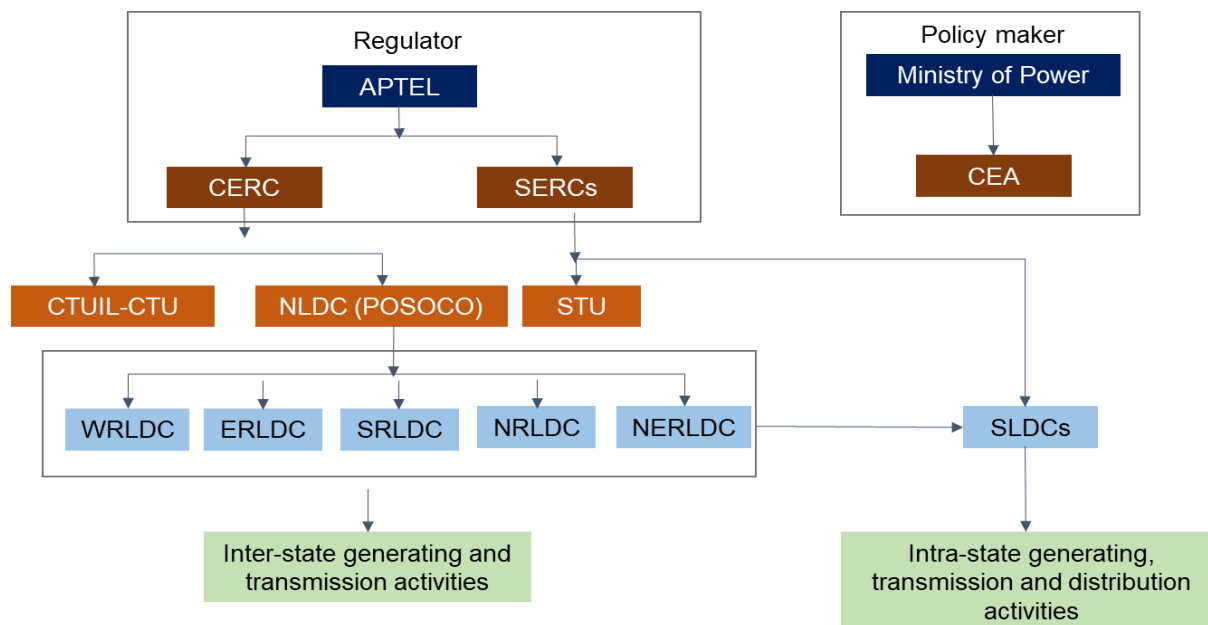 Regulator
APTEL
CERC
SERCs
Policy maker
Ministry of Power
CEA
CTUIL-CTU
NLDC (POSOCO)
STU
WRLDC
ERLDC
SRLDC
NRLDC
NERLDC
SLDCs
Inter-state generating and
transmission activities
Intra-state generating,
transmission and distribution
activities